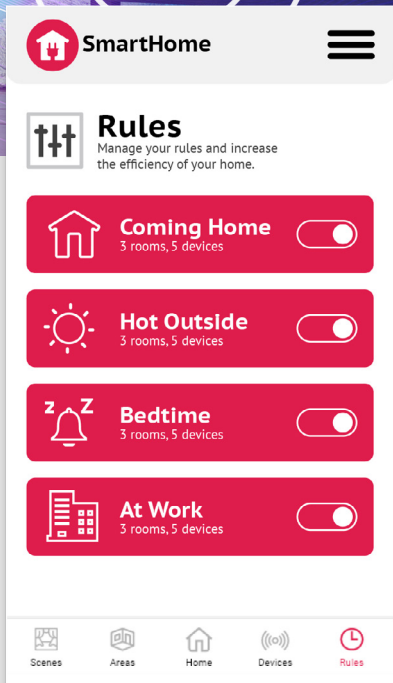 SmartHome
Rules
Manage your rules and increase
the efficiency of your home.
Coming Home
3 rooms, 5 devices
Hot Outside
3 rooms, 5 devices
z Z
Bedtime
3 rooms, 5 devices
At Work
3 rooms, 5 devices
Scenes Areas Home Devices Rules